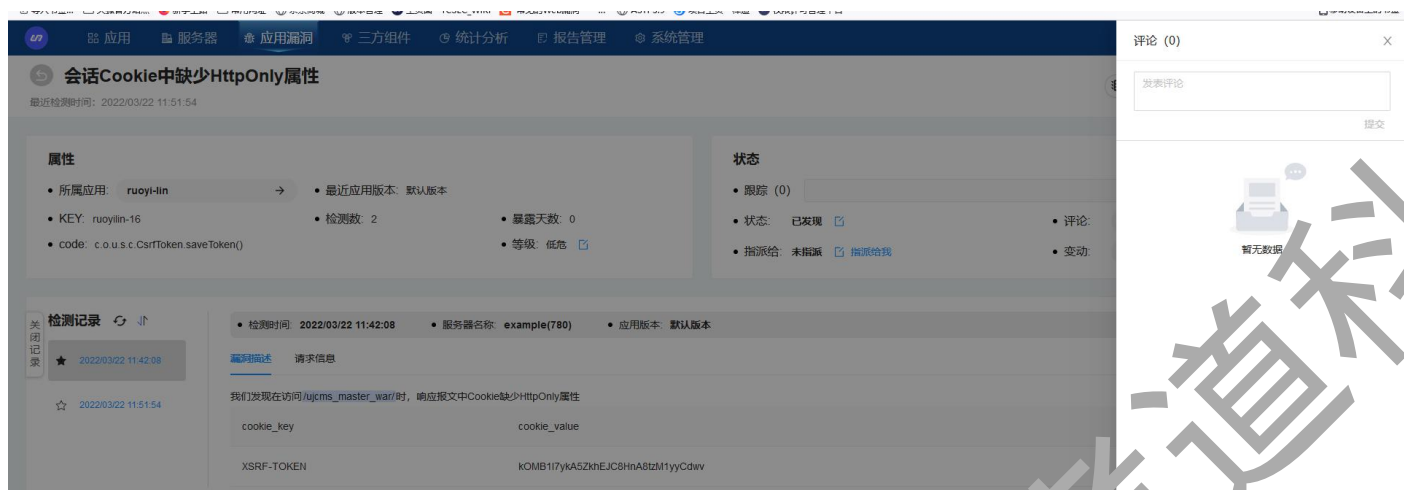 应用 服务器 应用漏洞 三方组件 统计分析 报告管理 系统管理
会话Cookie中缺少HttpOnly属性
最近检测时间：2022/03/22 11:51:54
属性
所属应用: ruoyi-lin → 最近应用版本: 默认版本
KEY: ruoyilin-16 检测数: 2 暴露天数: 0
code: c.o.u.s.c.CsrfToken.saveToken() 等级: 低危
状态
跟踪 (0)
状态: 已发现 评论:
指派给: 未指派 指派给我 变动:
关闭记录
检测记录
2022/03/22 11:42:08
2022/03/22 11:51:54
检测时间: 2022/03/22 11:42:08 服务器名称: example(780) 应用版本: 默认版本
漏洞描述 请求信息
我们发现在访问/ujcms_master_war/时，响应报文中Cookie缺少HttpOnly属性
cookie_key cookie_value
XSRF-TOKEN
评论 (0)
发表评论
提交
暂无数据
道科